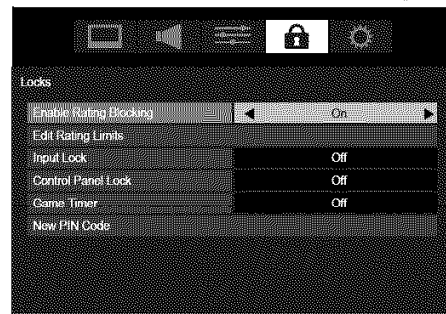 Locks
Enable Rating Blocking On
Edit Rating Limits
Input Lock Off
Control Panel Lock Off
Game Timer Off
New PIN Code